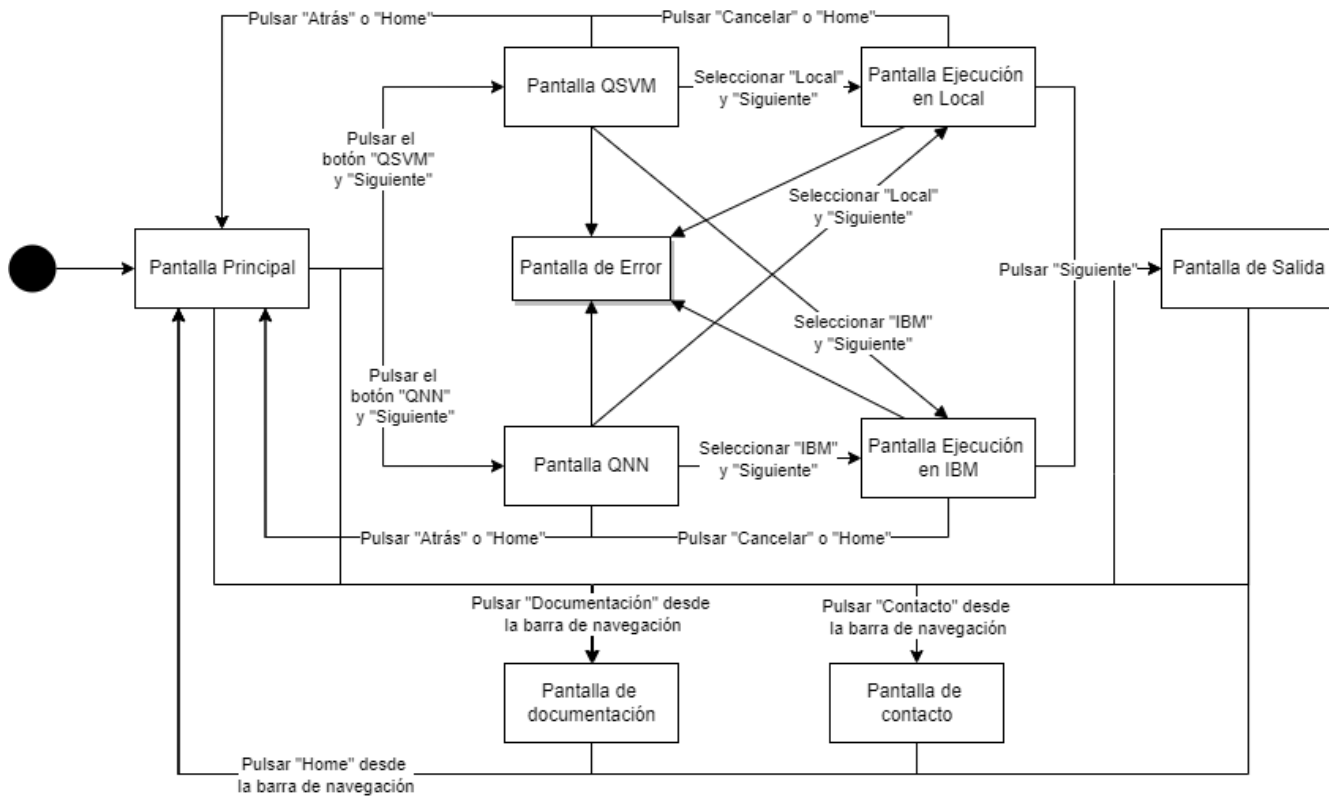 Pulsar "Atrás" o "Home"
Pulsar "Cancelar" o "Home"
Pantalla QSVM
Seleccionar "Local"
y "Siguiente"
Pantalla Ejecución
en Local
Pulsar el
botón "QSVM"
y "Siguiente"
Seleccionar "Local"
y "Siguiente"
Pantalla Principal
Pantalla de Error
Pulsar "Siguiente"
Pantalla de Salida
Seleccionar "IBM"
y "Siguiente"
Pulsar el
botón "QNN"
y "Siguiente"
Pantalla QNN
Seleccionar "IBM"
y "Siguiente"
Pantalla Ejecución
en IBM
Pulsar "Atrás" o "Home"
Pulsar "Cancelar" o "Home"
Pulsar "Documentación" desde
la barra de navegación
Pulsar "Contacto" desde
la barra de navegación
Pantalla de
documentación
Pantalla de
contacto
Pulsar "Home" desde
la barra de navegación